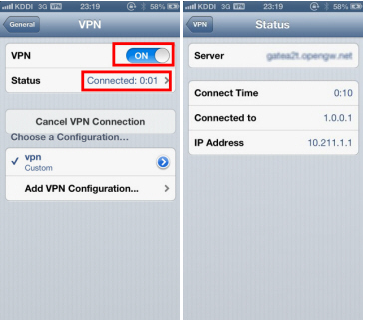 KDDI 3G VPN 23:19 58%
General VPN
VPN ON
Status Connected: 0:01
Cancel VPN Connection
Choose a Configuration...
vpn
Custom
Add VPN Configuration...
KDDI 3G VPN 23:19 58%
VPN Status
Server gatea2t.opengw.net
Connect Time 0:10
Connected to 1.0.0.1
IP Address 10.211.1.1